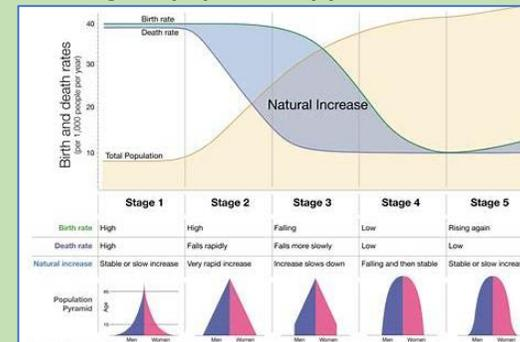 40
Birth rate
Death rate
30
20
10
Birth and death rates
(per 1,000 people per year)
Natural Increase
Total Population
Stage 1 Stage 2 Stage 3 Stage 4 Stage 5
Birth rate High High Falling Low Rising again
Death rate High Falls rapidly Falls more slowly Low Low
Natural increase Stable or slow increase Very rapid increase Increase slows down Falling and then stable Stable or slow
Population
Pyramid
Age
Men Women Men Women Men Women Men Women Men Women